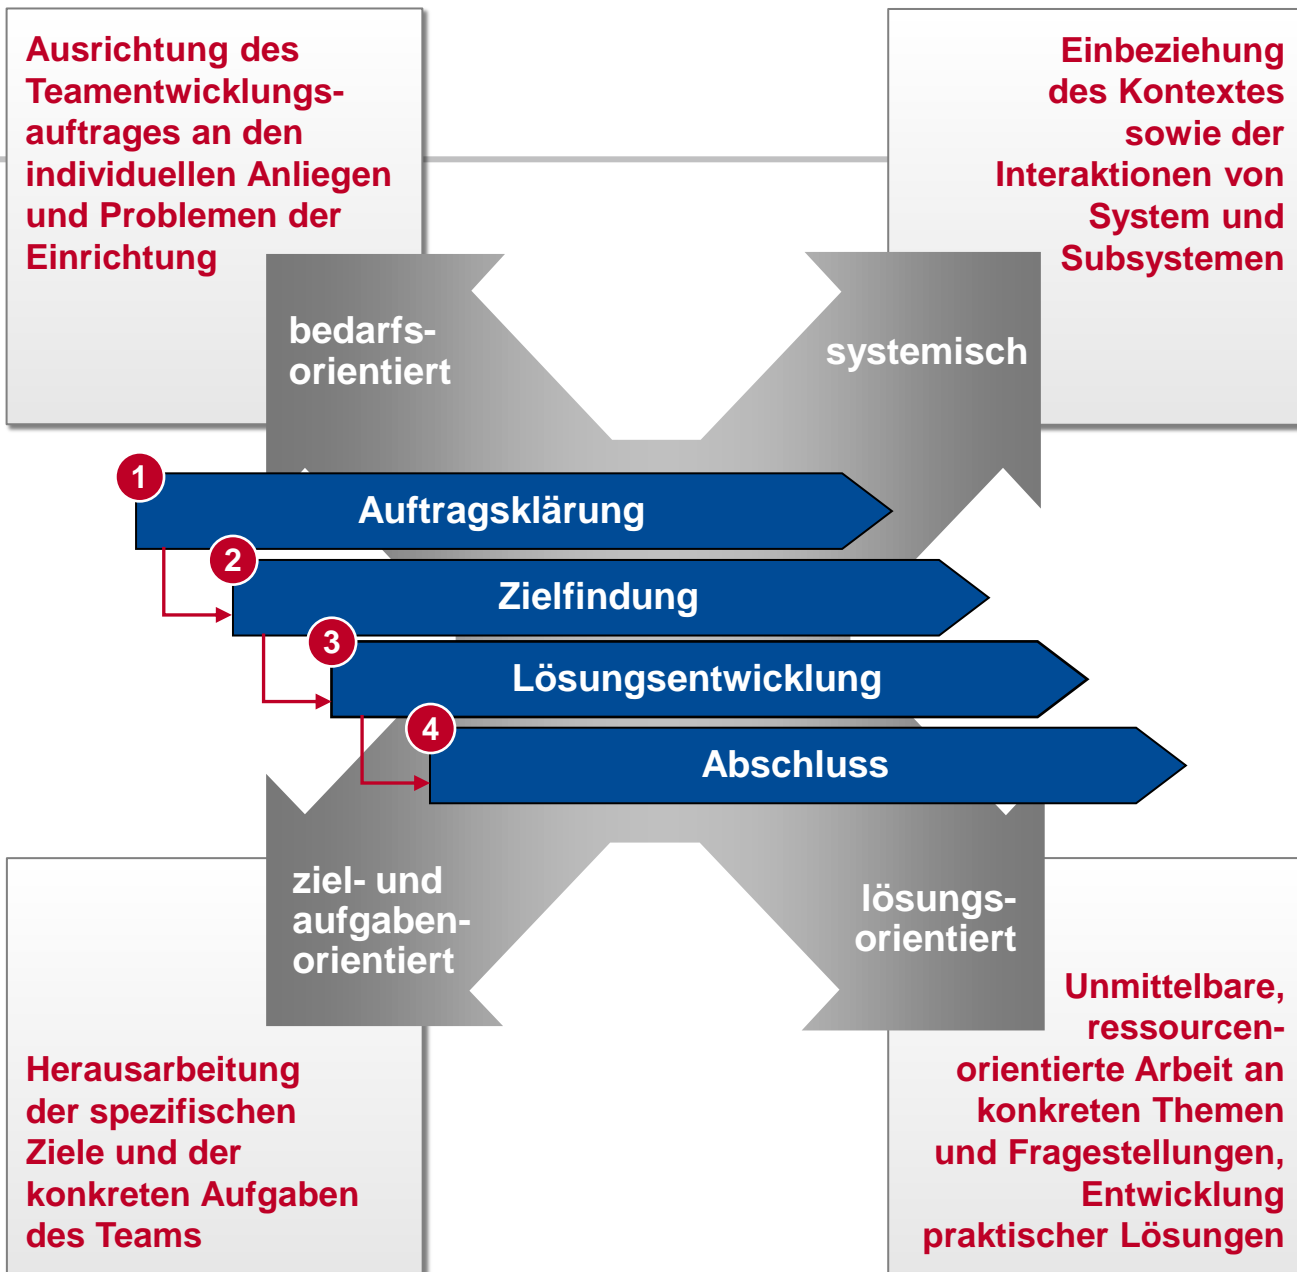 Ausrichtung des
Teamentwicklungs-
auftrages an den
individuellen Anliegen
und Problemen der
Einrichtung
Einbeziehung
des Kontextes
sowie der
Interaktionen von
System und
Subsystemen
bedarfs-
orientiert
systemisch
1
Auftragsklärung
2
Zielfindung
3
Lösungsentwicklung
4
Abschluss
ziel- und
aufgaben-
orientiert
lösungs-
orientiert
Herausarbeitung
der spezifischen
Ziele und der
konkreten Aufgaben
des Teams
Unmittelbare,
ressourcen-
orientierte Arbeit an
konkreten Themen
und Fragestellungen,
Entwicklung
praktischer Lösungen